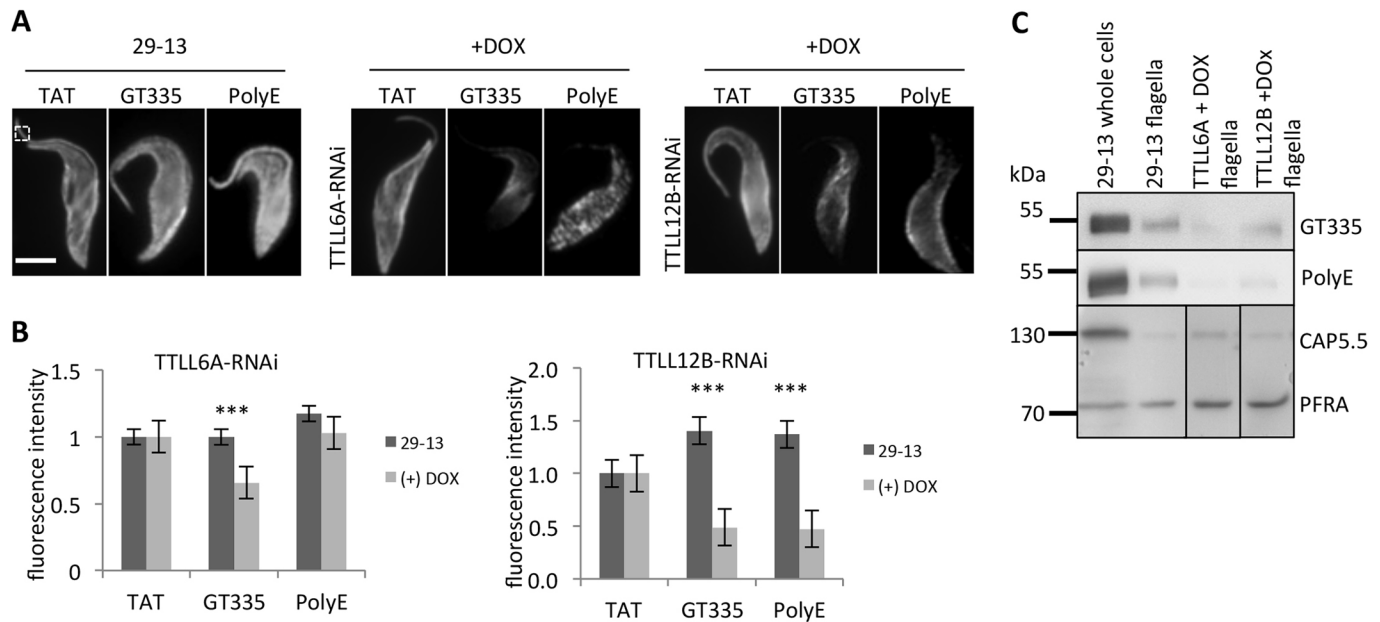 A
29-13
TAT GT335 PolyE
+DOX
TAT GT335 PolyE
TTLL6A-RNAi
+DOX
TAT GT335 PolyE
TTLL12B-RNAi
B
TTLL6A-RNAi
fluorescence intensity
1.5
1
0.5
0
***
TAT GT335 PolyE
29-13
(+) DOX
TTLL12B-RNAi
fluorescence intensity
2.0
1.5
1.0
0.5
0.0
*** ***
TAT GT335 PolyE
29-13
(+) DOX
C
29-13 whole cells
29-13 flagella
TTLL6A + DOX
flagella
TTLL12B +DOx
flagella
kDa
55
GT335
55
PolyE
130
CAP5.5
70
PFRA